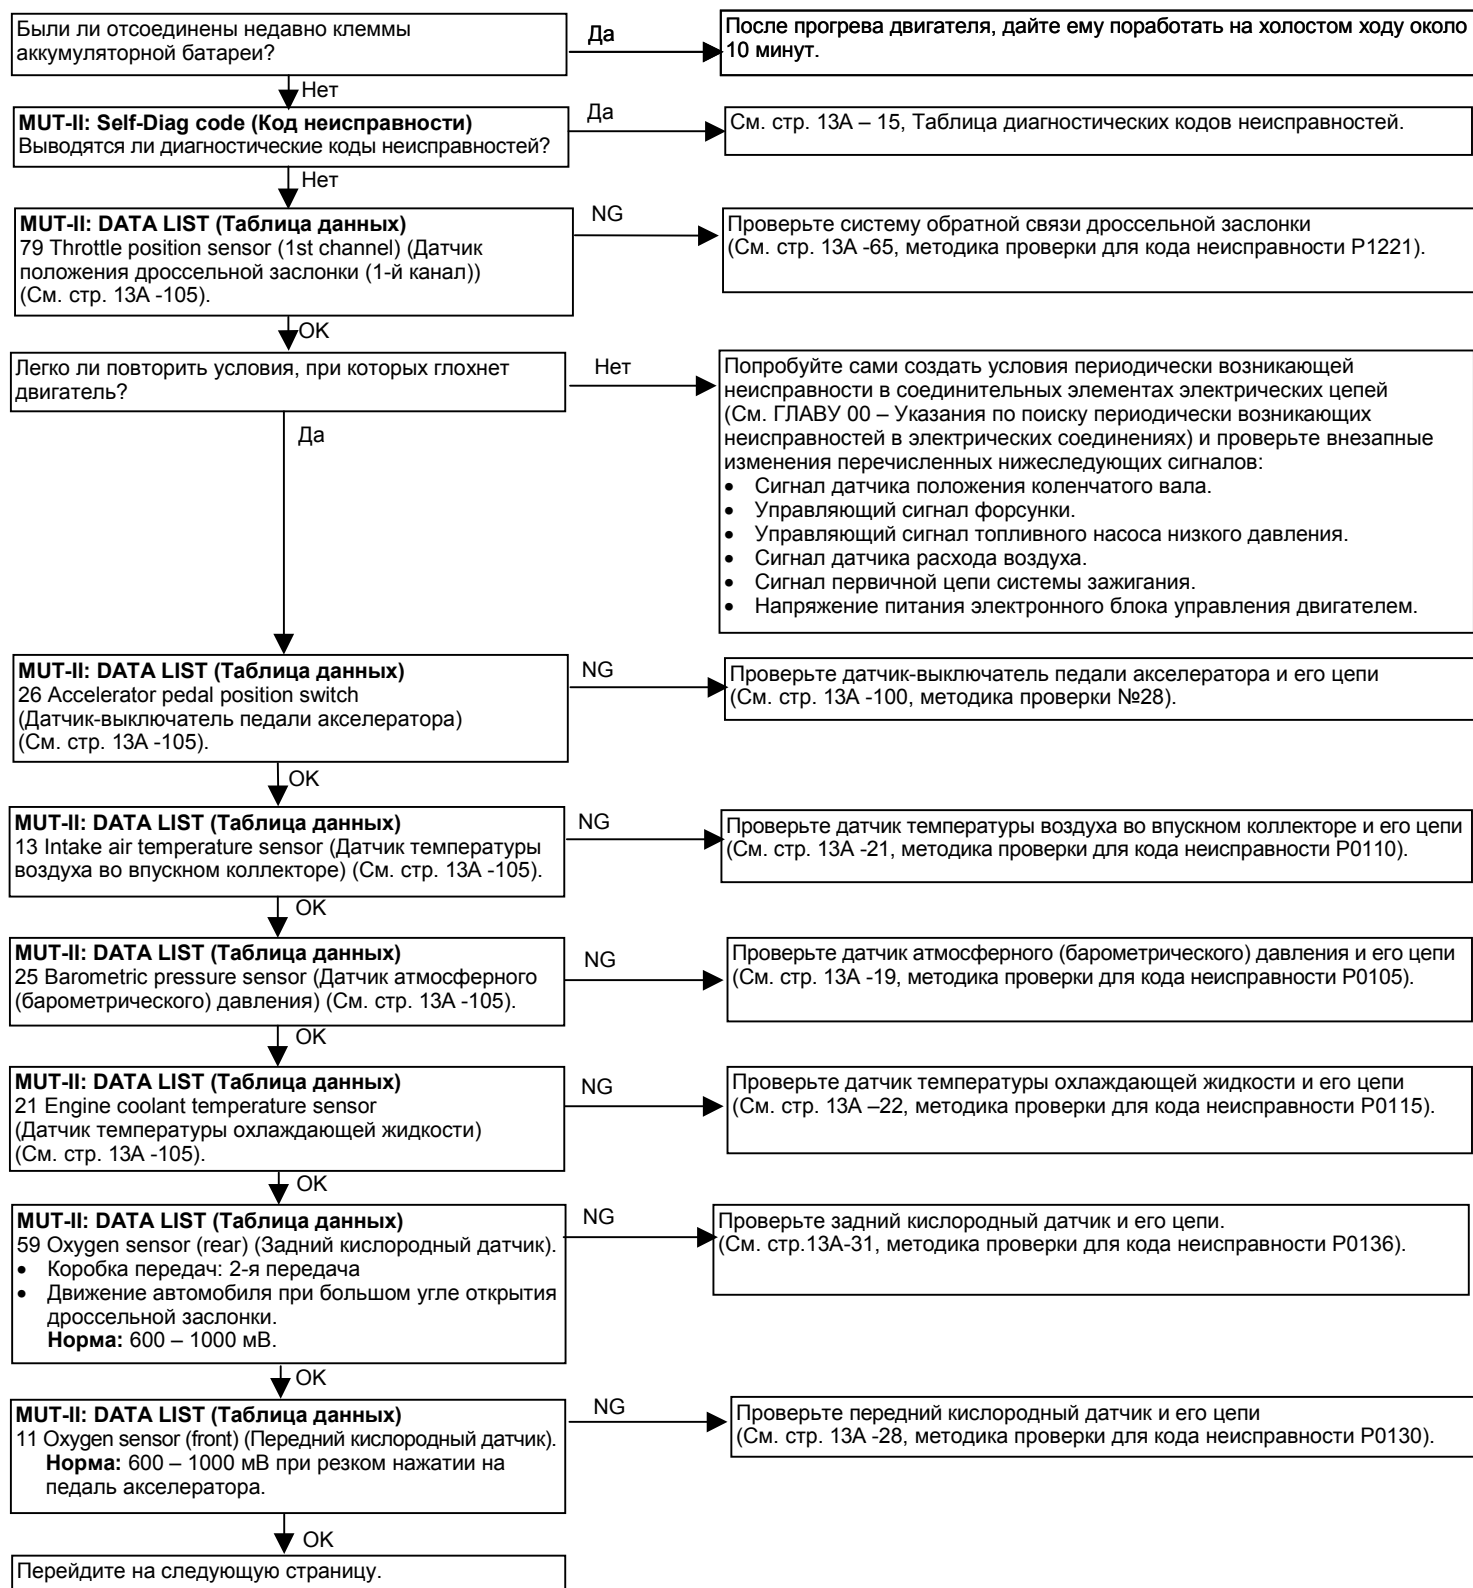 Были ли отсоединены недавно клеммы
аккумуляторной батареи?
Да
После прогрева двигателя, дайте ему поработать на холостом ходу около
10 минут.
Нет
MUT-II: Self-Diag code (Код неисправности)
Выводятся ли диагностические коды неисправностей?
Да
См. стр. 13A – 15, Таблица диагностических кодов неисправностей.
Нет
MUT-II: DATA LIST (Таблица данных)
79 Throttle position sensor (1st channel) (Датчик
положения дроссельной заслонки (1-й канал))
(См. стр. 13A -105).
NG
Проверьте систему обратной связи дроссельной заслонки
(См. стр. 13A -65, методика проверки для кода неисправности P1221).
OK
Легко ли повторить условия, при которых глохнет
двигатель?
Нет
Попробуйте сами создать условия периодически возникающей
неисправности в соединительных элементах электрических цепей
(См. ГЛАВУ 00 – Указания по поиску периодически возникающих
неисправностей в электрических соединениях) и проверьте внезапные
изменения перечисленных нижеследующих сигналов:
• Сигнал датчика положения коленчатого вала.
• Управляющий сигнал форсунки.
• Управляющий сигнал топливного насоса низкого давления.
• Сигнал датчика расхода воздуха.
• Сигнал первичной цепи системы зажигания.
• Напряжение питания электронного блока управления двигателем.
Да
MUT-II: DATA LIST (Таблица данных)
26 Accelerator pedal position switch
(Датчик-выключатель педали акселератора)
(См. стр. 13A -105).
NG
Проверьте датчик-выключатель педали акселератора и его цепи
(См. стр. 13A -100, методика проверки №28).
OK
MUT-II: DATA LIST (Таблица данных)
13 Intake air temperature sensor (Датчик температуры
воздуха во впускном коллекторе) (См. стр. 13A -105).
NG
Проверьте датчик температуры воздуха во впускном коллекторе и его цепи
(См. стр. 13A -21, методика проверки для кода неисправности P0110).
OK
MUT-II: DATA LIST (Таблица данных)
25 Barometric pressure sensor (Датчик атмосферного
(барометрического) давления) (См. стр. 13A -105).
NG
Проверьте датчик атмосферного (барометрического) давления и его цепи
(См. стр. 13A -19, методика проверки для кода неисправности P0105).
OK
MUT-II: DATA LIST (Таблица данных)
21 Engine coolant temperature sensor
(Датчик температуры охлаждающей жидкости)
(См. стр. 13A -105).
NG
Проверьте датчик температуры охлаждающей жидкости и его цепи
(См. стр. 13A –22, методика проверки для кода неисправности P0115).
OK
MUT-II: DATA LIST (Таблица данных)
59 Oxygen sensor (rear) (Задний кислородный датчик).
• Коробка передач: 2-я передача
• Движение автомобиля при большом угле открытия
дроссельной заслонки.
Норма: 600 – 1000 мВ.
NG
Проверьте задний кислородный датчик и его цепи.
(См. стр.13A-31, методика проверки для кода неисправности P0136).
OK
MUT-II: DATA LIST (Таблица данных)
11 Oxygen sensor (front) (Передний кислородный датчик).
Норма: 600 – 1000 мВ при резком нажатии на
педаль акселератора.
NG
Проверьте передний кислородный датчик и его цепи
(См. стр. 13A -28, методика проверки для кода неисправности P0130).
OK
Перейдите на следующую страницу.